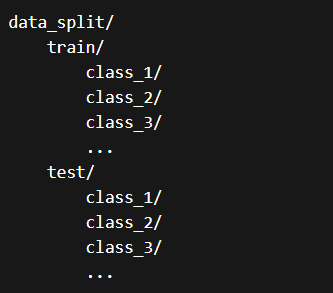 data_split/
    train/
        class_1/
        class_2/
        class_3/
        ...
    test/
        class_1/
        class_2/
        class_3/
        ...